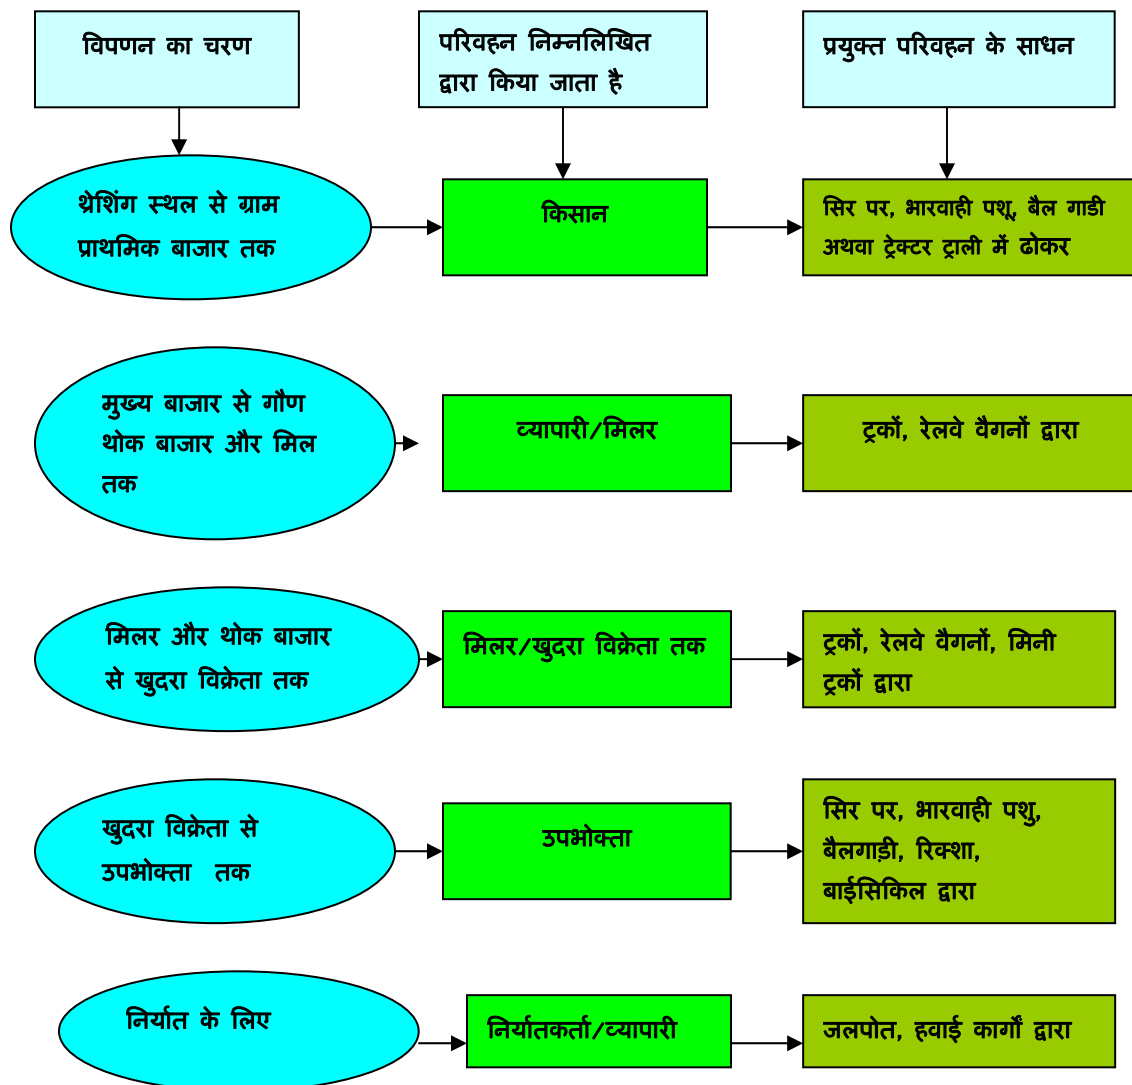 विपणन का चरण
परिवहन निम्नलिखित
द्वारा किया जाता है
प्रयुक्त परिवहन के साधन
थ्रेशिंग स्थल से ग्राम
प्राथमिक बाजार तक
किसान
सिर पर, भारवाही पशू, बैल गाडी
अथवा ट्रेक्टर ट्राली में ढोकर
मुख्य बाजार से गौण
थोक बाजार और मिल
तक
व्यापारी/मिलर
ट्रकों, रेलवे वैगनों द्वारा
मिलर और थोक बाजार
से खुदरा विक्रेता तक
मिलर/खुदरा विक्रेता तक
ट्रकों, रेलवे वैगनों, मिनी
ट्रकों द्वारा
खुदरा विक्रेता से
उपभोक्ता तक
उपभोक्ता
सिर पर, भारवाही पशु,
बैलगाड़ी, रिक्शा,
बाईसिकिल द्वारा
निर्यात के लिए
निर्यातकर्ता/व्यापारी
जलपोत, हवाई कार्गों द्वारा